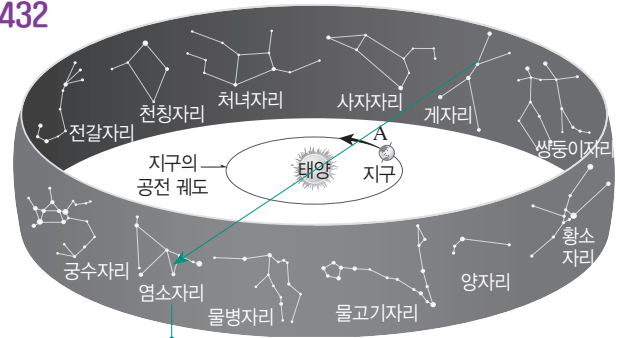 432
처녀자리
사자자리
천칭자리
게자리
전갈자리
A
쌍둥이자리
지구의
공전 궤도
태양
지구
황소
자리
궁수자리
염소자리
양자리
물병자리
물고기자리